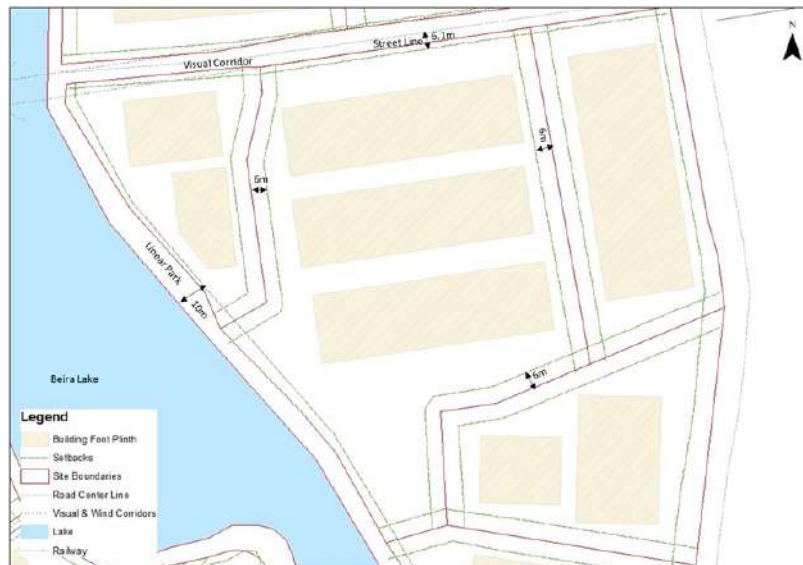 N
Street Line
6.1m
Visual Corridor
6m
6m
Linear Park
10m
6m
Beira Lake
Legend
Building Foot Plinth
Setbacks
Site Boundaries
Road Center Line
Visual & Wind Corridors
Lake
Railway